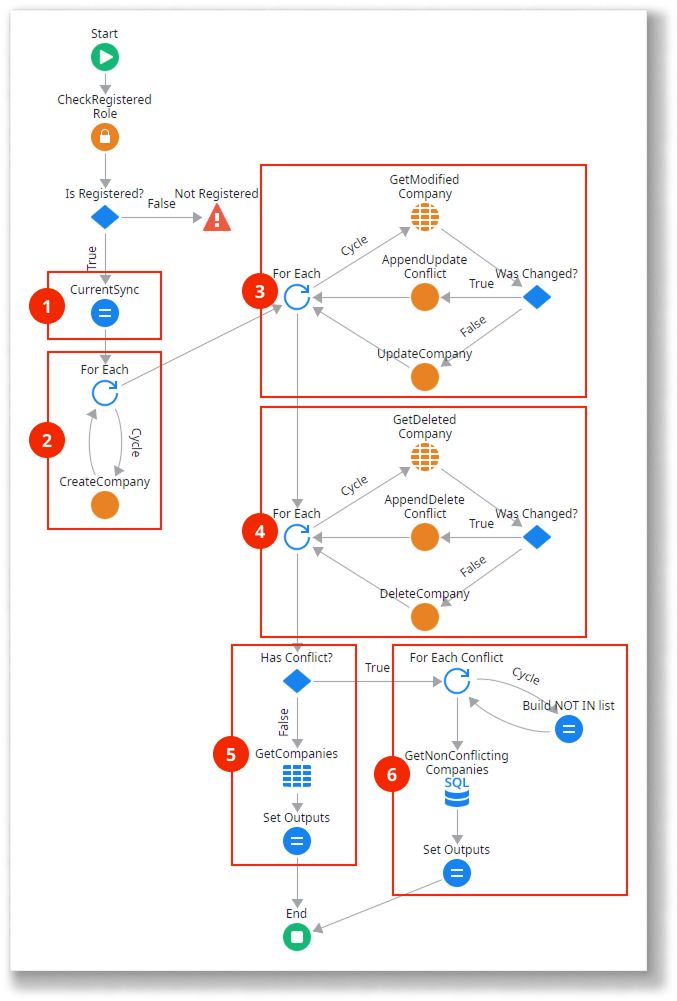 Start
CheckRegistered
Role
Is Registered?
Not Registered
False
True
1
CurrentSync
2
For Each
Cycle
CreateCompany
3
GetModified
Company
Cycle
For Each
AppendUpdate
Conflict
True
Was Changed?
False
UpdateCompany
4
GetDeleted
Company
Cycle
For Each
AppendDelete
Conflict
True
Was Changed?
False
DeleteCompany
5
Has Conflict?
True
False
GetCompanies
Set Outputs
6
For Each Conflict
Cycle
Build NOT IN list
GetNonConflicting
Companies
SQL
Set Outputs
End